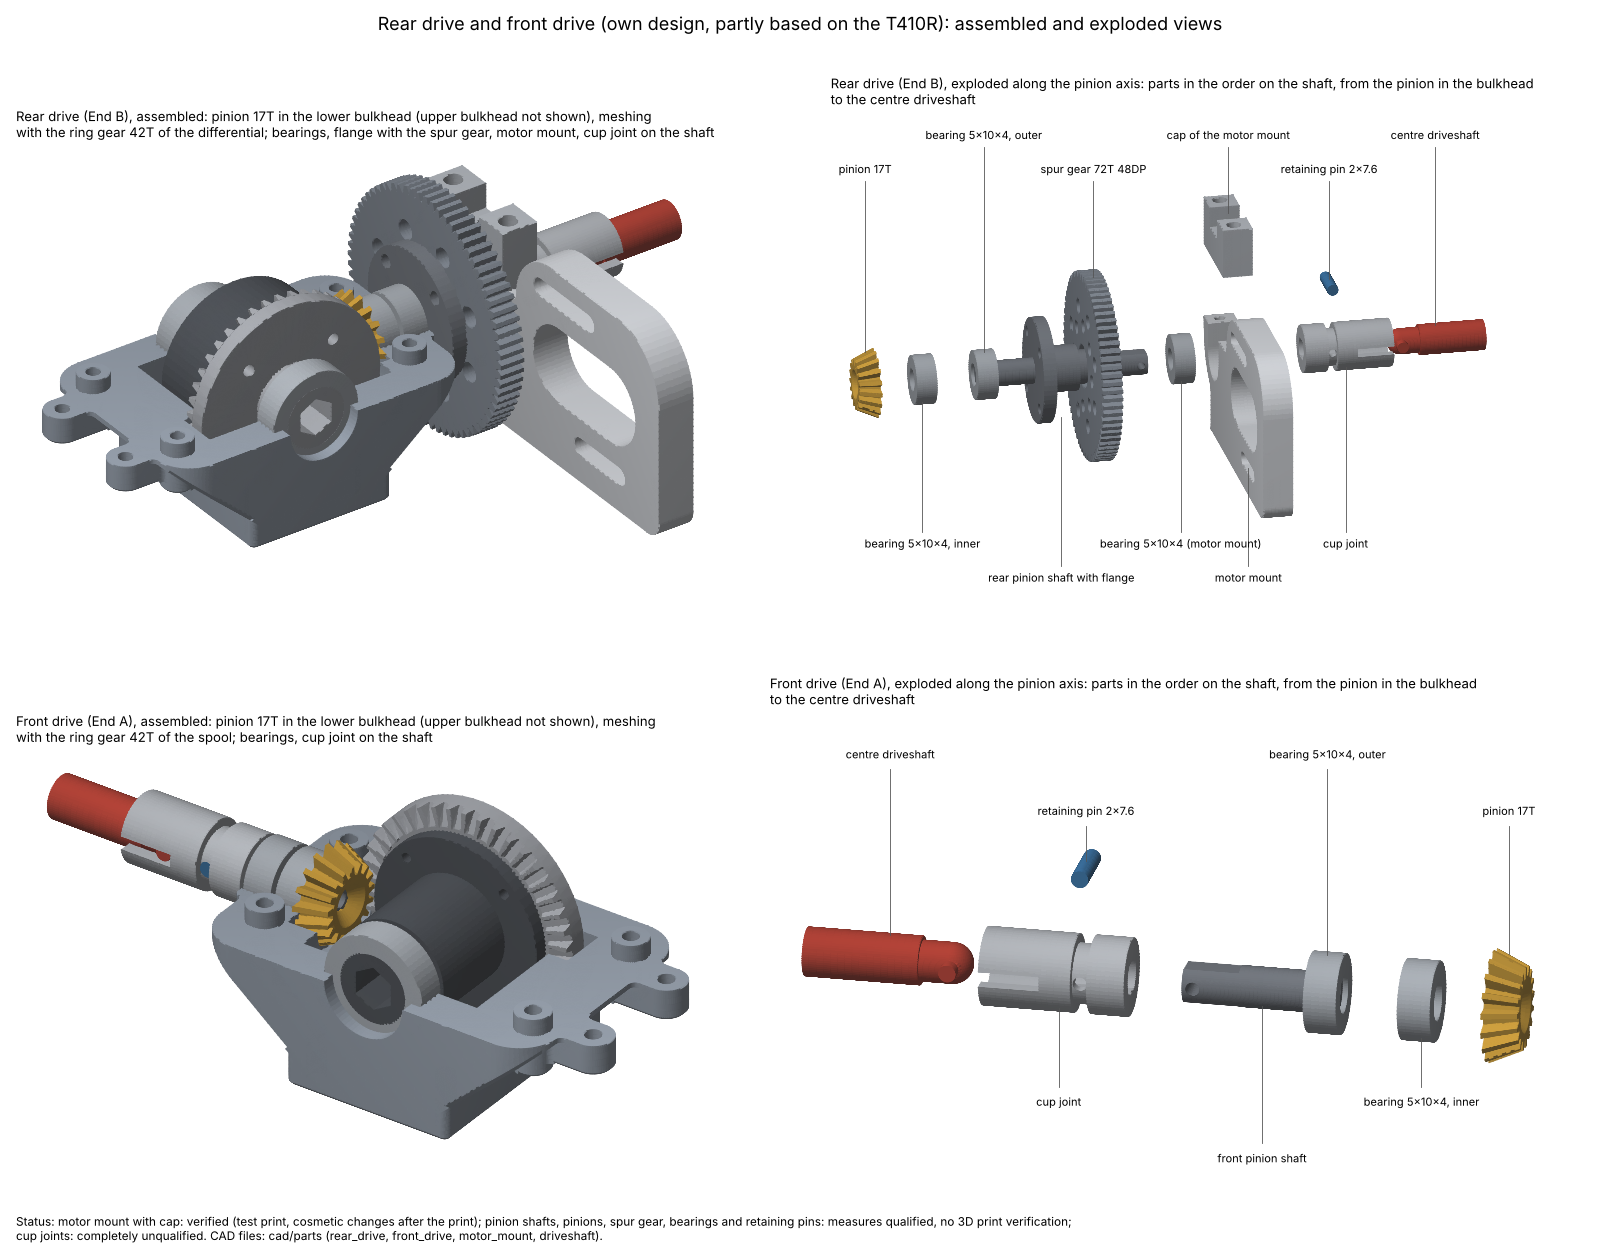 Rear drive and front drive (own design, partly based on the T410R): assembled and exploded views
Rear drive (End B), assembled: pinion 17T in the lower bulkhead (upper bulkhead not shown), meshing
with the ring gear 42T of the differential; bearings, flange with the spur gear, motor mount, cup joint on the shaft
Rear drive (End B), exploded along the pinion axis: parts in the order on the shaft, from the pinion in the bulkhead
to the centre driveshaft
bearing 5×10×4, outer
cap of the motor mount
centre driveshaft
pinion 17T
spur gear 72T 48DP
retaining pin 2×7.6
bearing 5×10×4, inner
bearing 5×10×4 (motor mount)
cup joint
rear pinion shaft with flange
motor mount
Front drive (End A), assembled: pinion 17T in the lower bulkhead (upper bulkhead not shown), meshing
with the ring gear 42T of the spool; bearings, cup joint on the shaft
Front drive (End A), exploded along the pinion axis: parts in the order on the shaft, from the pinion in the bulkhead
to the centre driveshaft
centre driveshaft
bearing 5×10×4, outer
retaining pin 2×7.6
pinion 17T
cup joint
bearing 5×10×4, inner
front pinion shaft
Status: motor mount with cap: verified (test print, cosmetic changes after the print); pinion shafts, pinions, spur gear, bearings and retaining pins: measures qualified, no 3D print verification;
cup joints: completely unqualified. CAD files: cad/parts (rear_drive, front_drive, motor_mount, driveshaft).